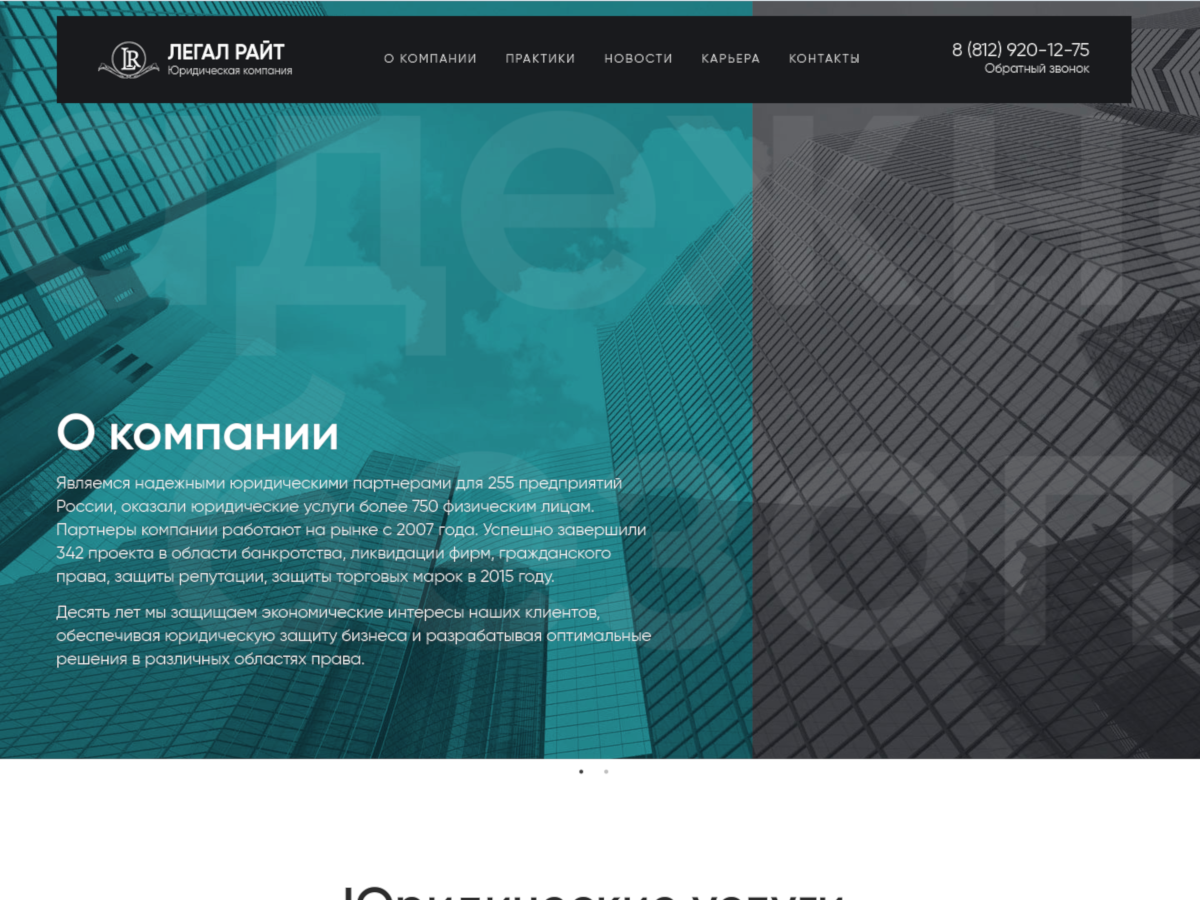 ЛЕГАЛ РАЙТ
Юридическая компания
О КОМПАНИИ
ПРАКТИКИ
НОВОСТИ
КАРЬЕРА
КОНТАКТЫ
8 (812) 920-12-75
Обратный звонок
О компании
Являемся надежными юридическими партнерами для 255 предприятий
России, оказали юридические услуги более 750 физическим лицам.
Партнеры компании работают на рынке с 2007 года. Успешно завершили
342 проекта в области банкротства, ликвидации фирм, гражданского
права, защиты репутации, защиты торговых марок в 2015 году.
Десять лет мы защищаем экономические интересы наших клиентов,
обеспечивая юридическую защиту бизнеса и разрабатывая оптимальные
решения в различных областях права.
Юридические услуги